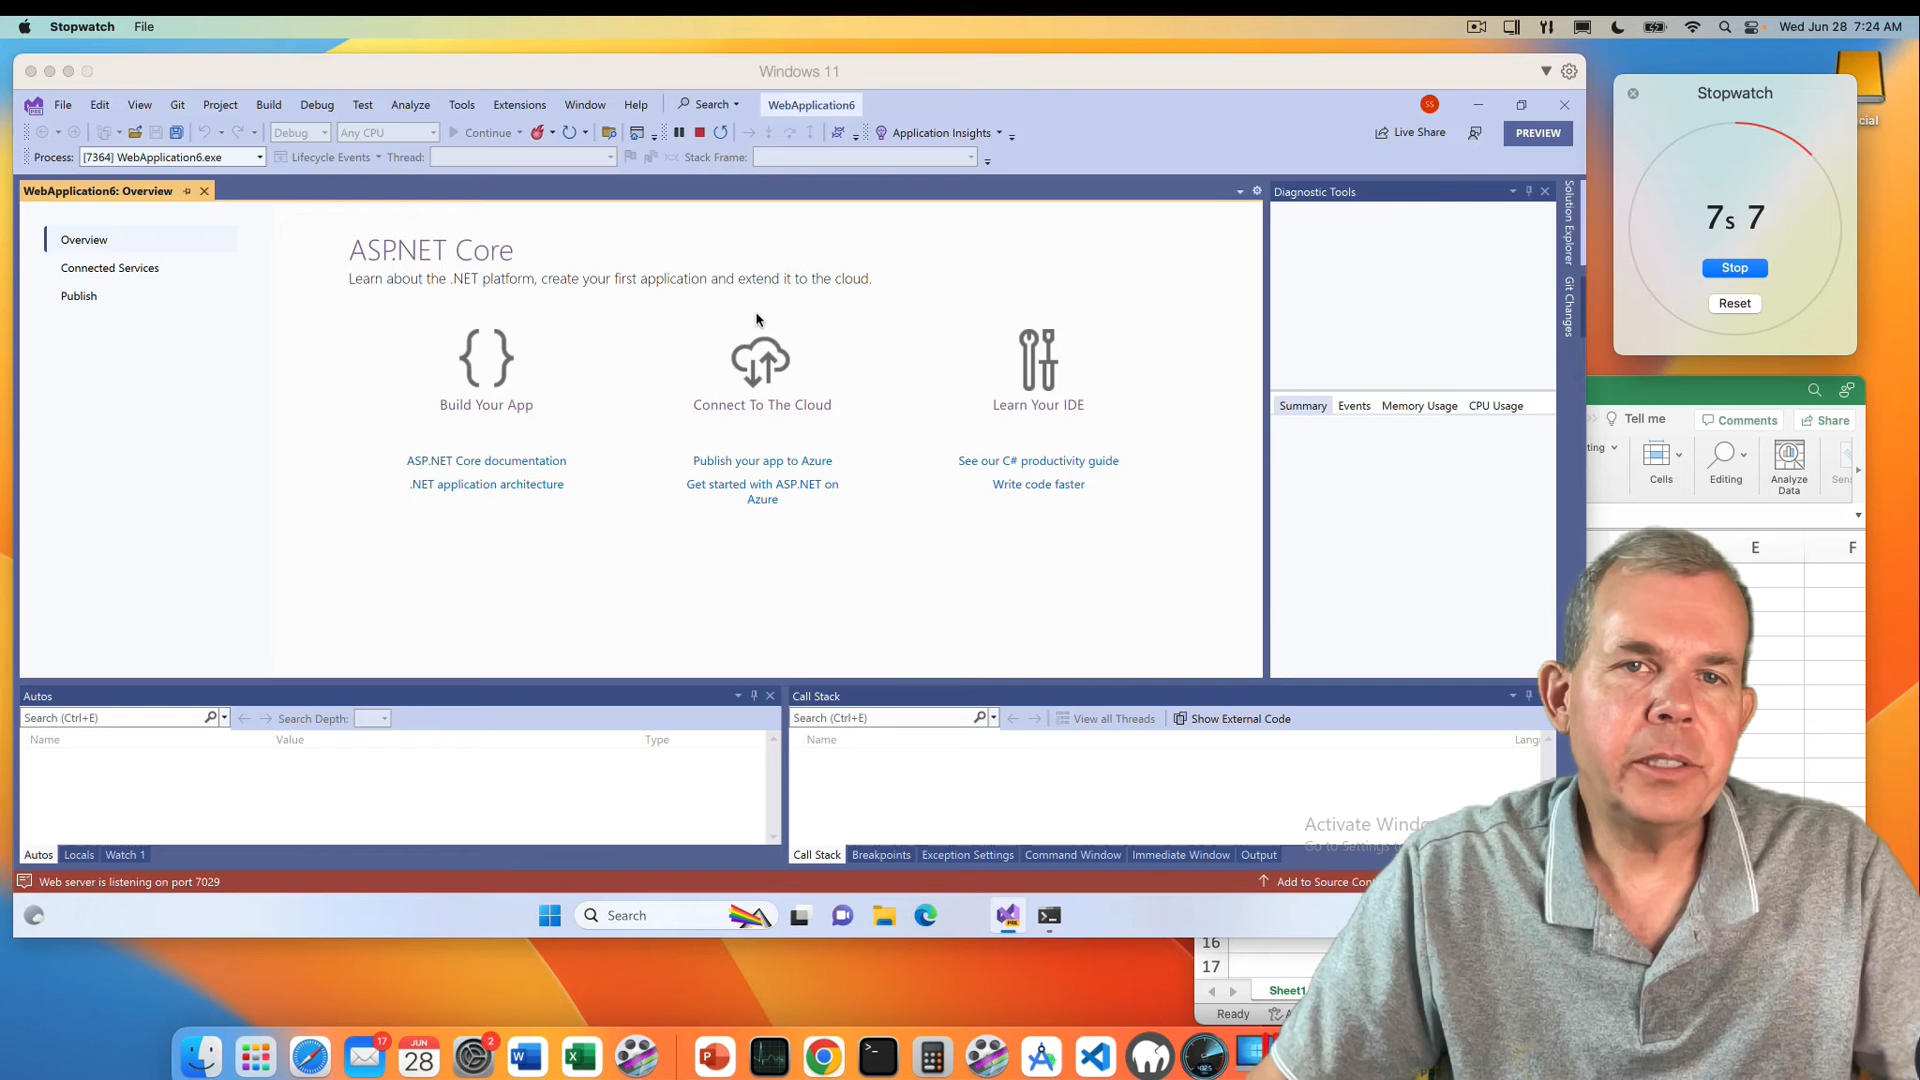 Stopwatch File Wed Jun 28 7:24 AM
Windows 11
File Edit View Git Project Build Debug Test Analyze Tools Extensions Window Help Search WebApplication6 SS
Debug Any CPU Continue Application Insights Live Share PREVIEW
Process: [7364] WebApplication6.exe Lifecycle Events Thread: Stack Frame:
WebApplication6: Overview
Diagnostic Tools
Solution Explorer
Git Changes
Stopwatch
7s 7
Stop
Reset
Overview
Connected Services
Publish
ASP.NET Core
Learn about the .NET platform, create your first application and extend it to the cloud.
Build Your App
Connect To The Cloud
Learn Your IDE
ASP.NET Core documentation
.NET application architecture
Publish your app to Azure
Get started with ASP.NET on
Azure
See our C# productivity guide
Write code faster
Summary Events Memory Usage CPU Usage
Tell me Comments Share
Cells Editing Analyze
Data
E F
Autos
Search (Ctrl+E) Search Depth:
Name Value Type
Autos Locals Watch 1
Call Stack
Search (Ctrl+E) View all Threads Show External Code
Name
Activate
Go to Settings
Call Stack Breakpoints Exception Settings Command Window Immediate Window Output
Web server is listening on port 7029
Add to Source
Search
PRE
16
17
Sheet1
Ready
17
JUN
28
2